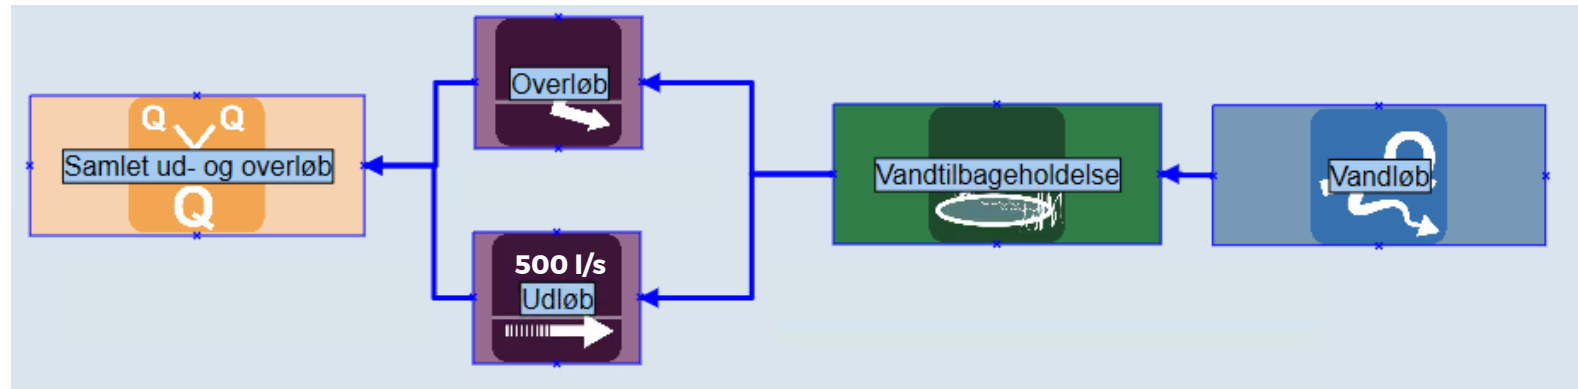 Q Q
Samlet ud- og overløb
Q
Overløb
500 l/s
Udløb
Vandtilbageholdelse
Vandløb